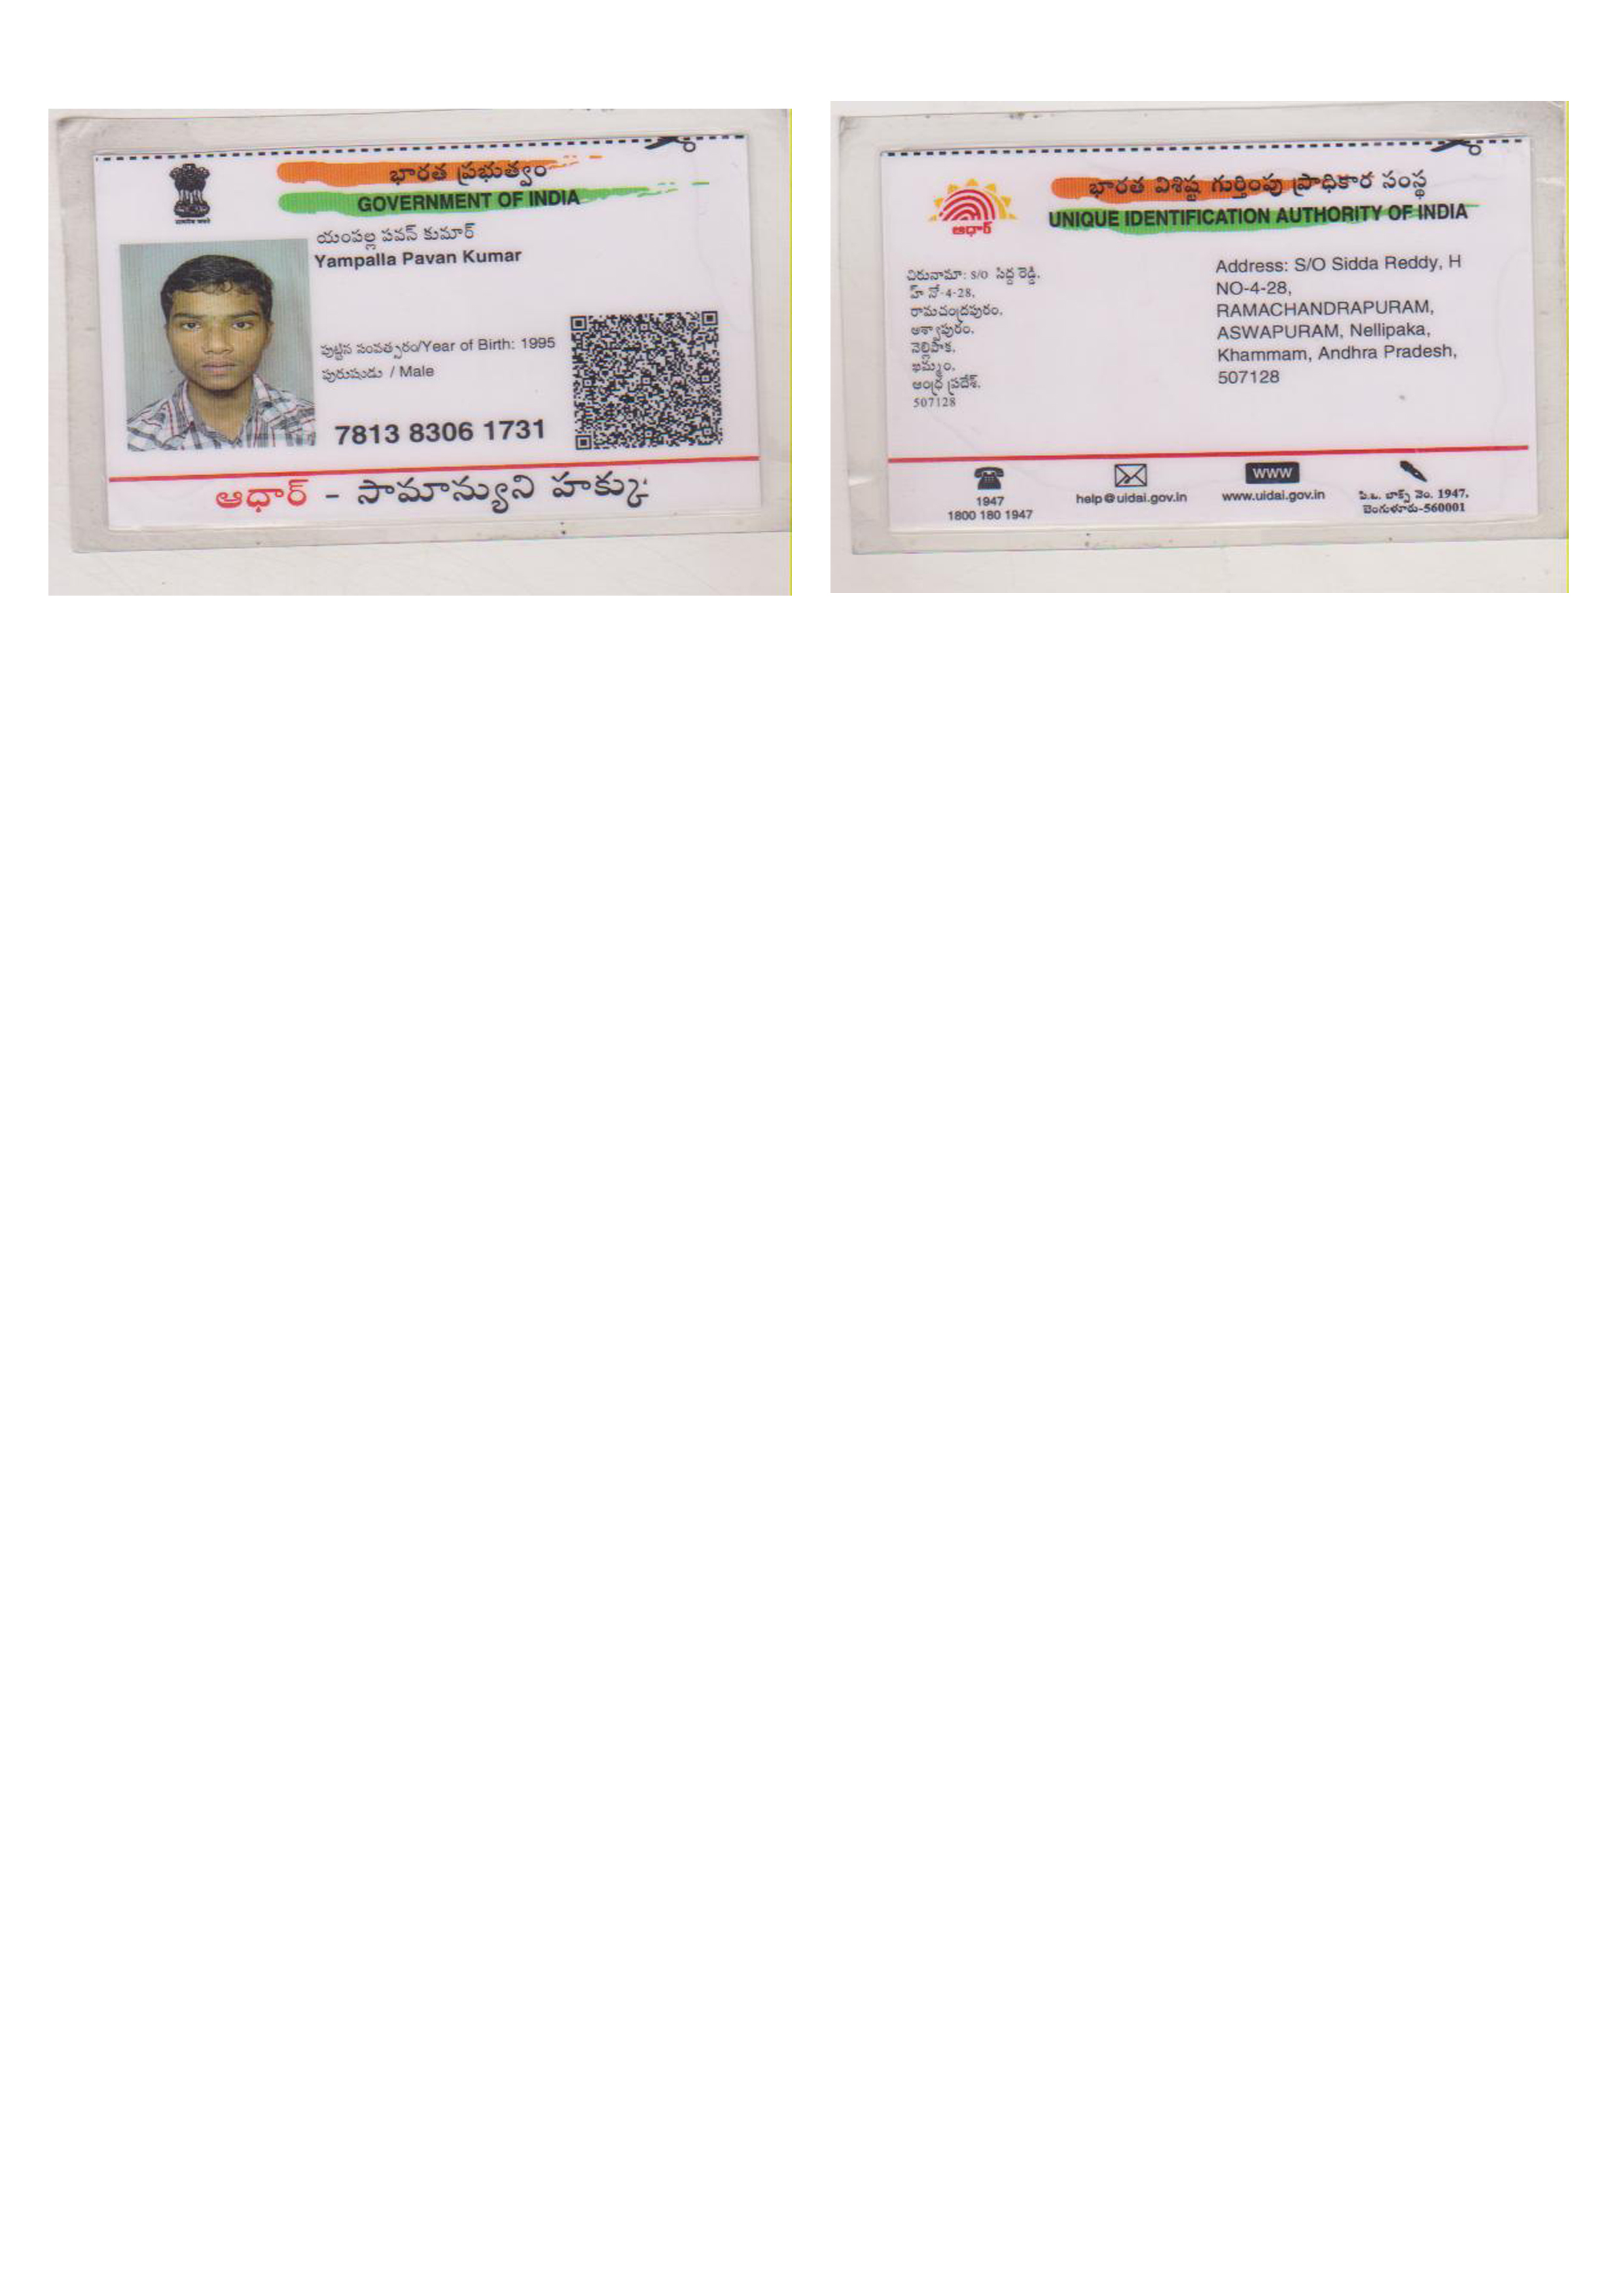 భారత ప్రభుత్వం
GOVERNMENT OF INDIA
యంపల్ల పవన్ కుమార్
Yampalla Pavan Kumar
పుట్టిన సంవత్సరం/Year of Birth: 1995
పురుషుడు / Male
7813 8306 1731
ఆధార్ - సామాన్యుని హక్కు
భారత విశిష్ట గుర్తింపు ప్రాధికార సంస్థ
UNIQUE IDENTIFICATION AUTHORITY OF INDIA
ఆధార్
చిరునామా: S/O సిద్ద రెడ్డి,
హ్ నో-4-28,
రామచంద్రపురం,
అశ్వాపురం,
నెల్లిపాక,
ఖమ్మం,
ఆంధ్ర ప్రదేశ్,
507128
Address: S/O Sidda Reddy, H
NO-4-28,
RAMACHANDRAPURAM,
ASWAPURAM, Nellipaka,
Khammam, Andhra Pradesh,
507128
1947
1800 180 1947
help@uidai.gov.in
WWW
www.uidai.gov.in
పి.ఒ. బాక్స్ నెం. 1947,
బెంగుళూరు-560001